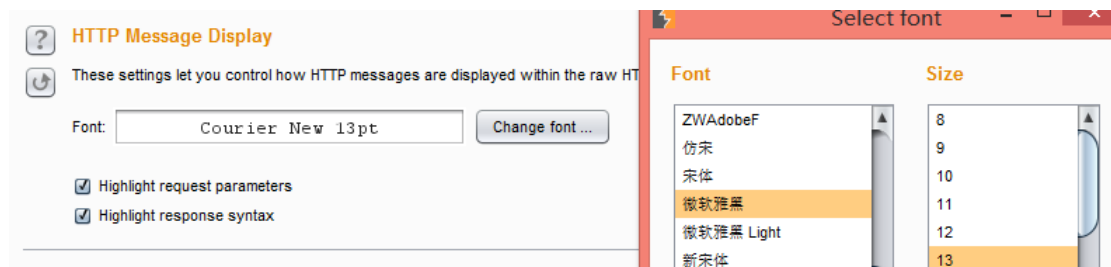 HTTP Message Display
These settings let you control how HTTP messages are displayed within the raw HT
Font:
Courier New 13pt
Change font ...
Highlight request parameters
Highlight response syntax
Select font
Font
Size
ZWAdobeF
仿宋
宋体
微软雅黑
微软雅黑 Light
新宋体
8
9
10
11
12
13